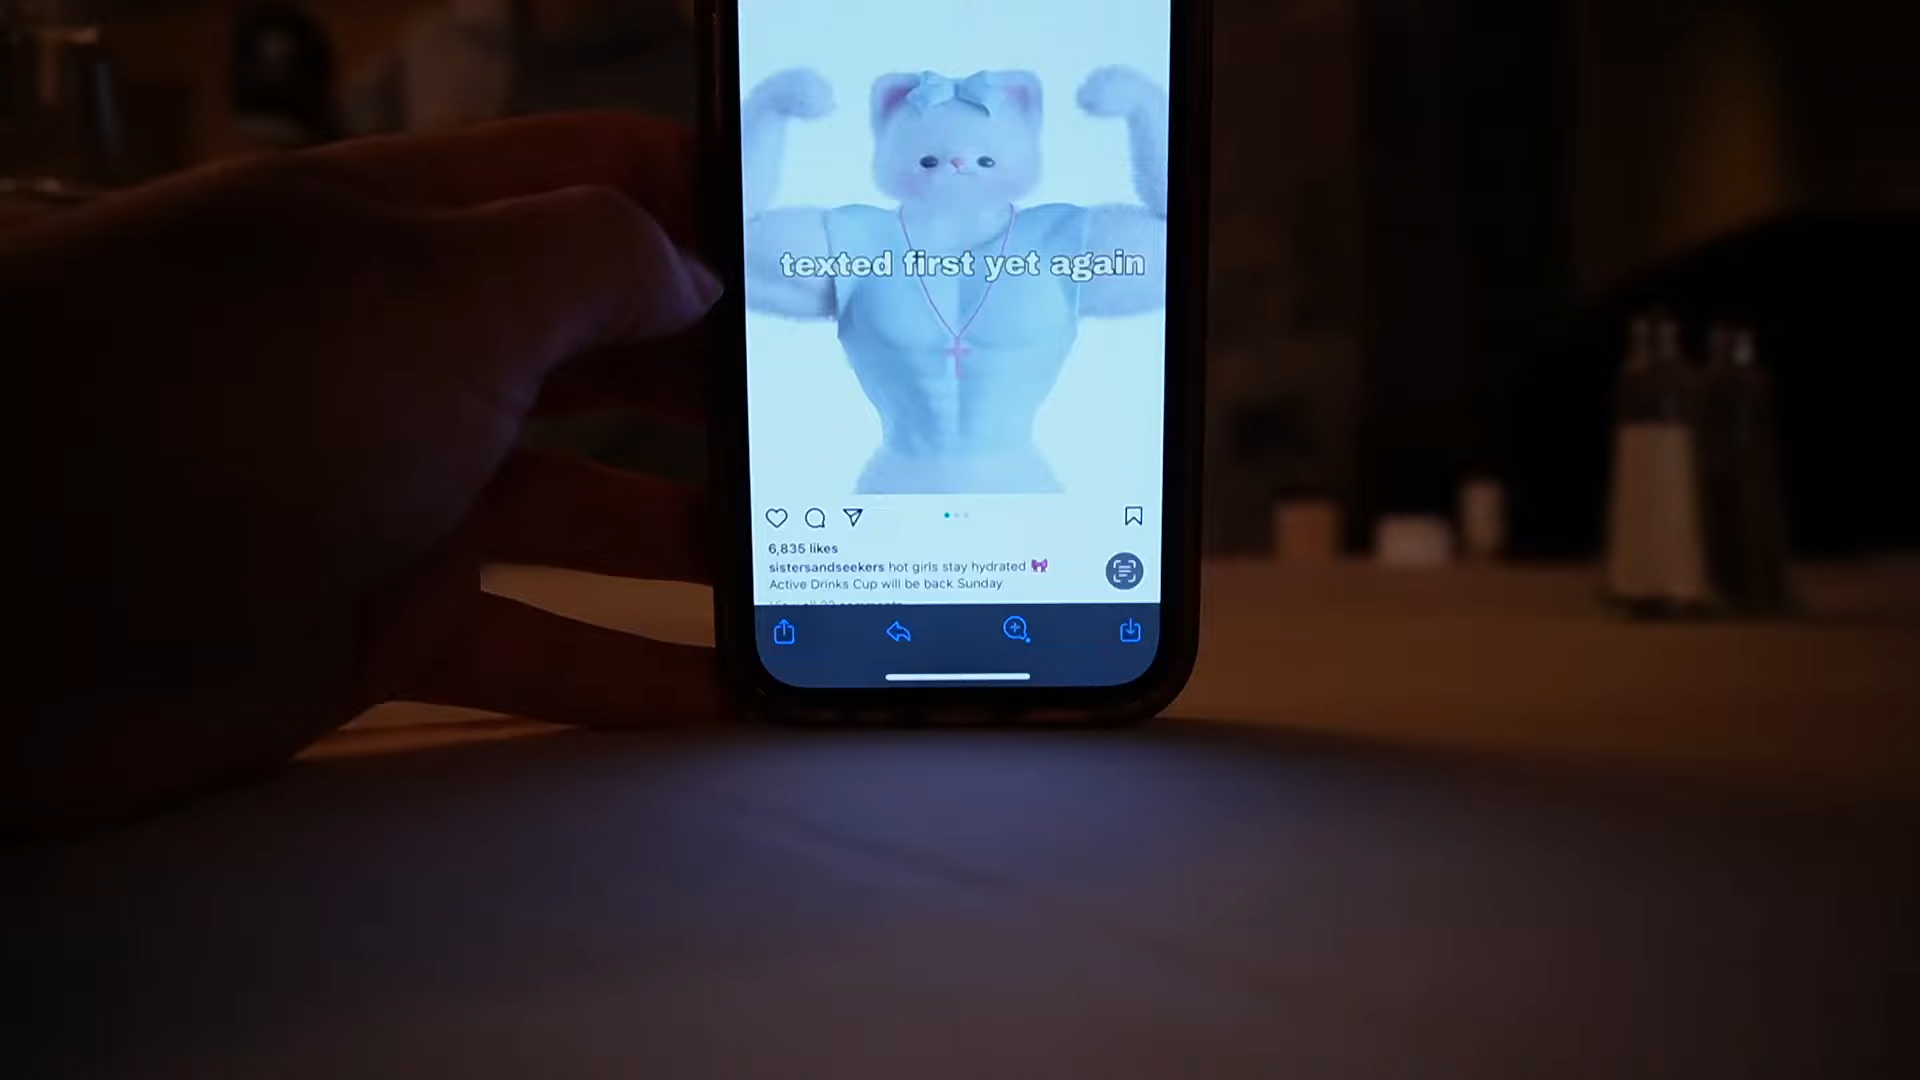 texted first yet again
6,835 likes
sistersandseekers hot girls stay hydrated 🎀
Active Drinks Cup will be back Sunday